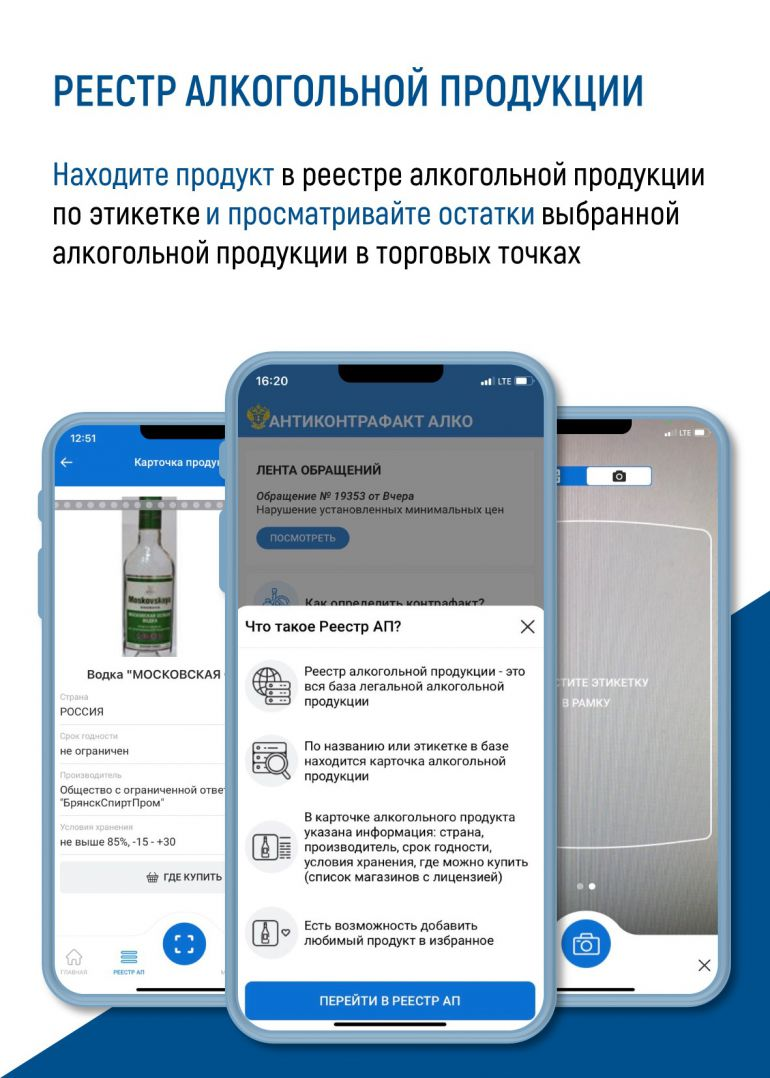 РЕЕСТР АЛКОГОЛЬНОЙ ПРОДУКЦИИ
Находите продукт в реестре алкогольной продукции
по этикетке и просматривайте остатки выбранной
алкогольной продукции в торговых точках
12:51
Карточка проду
Moskovskaya
ВОДКА
Водка "МОСКОВСКАЯ
Страна
РОССИЯ
Срок годности
не ограничен
Производитель
Общество с ограниченной отве
"БрянскСпиртПром"
Условия хранения
не выше 85%, -15 - +30
ГДЕ КУПИТЬ
ГЛАВНАЯ
РЕЕСТР АП
16:20
LTE
АНТИКОНТРАФАКТ АЛКО
ЛЕНТА ОБРАЩЕНИЙ
Обращение № 19353 от Вчера
Нарушение установленных минимальных цен
ПОСМОТРЕТЬ
Как определить контрафакт?
Что такое Реестр АП?
Реестр алкогольной продукции - это
вся база легальной алкогольной
продукции
По названию или этикетке в базе
находится карточка алкогольной
продукции
В карточке алкогольного продукта
указана информация: страна,
производитель, срок годности,
условия хранения, где можно купить
(список магазинов с лицензией)
Есть возможность добавить
любимый продукт в избранное
ПЕРЕЙТИ В РЕЕСТР АП
LTE
СТИТЕ ЭТИКЕТКУ
В РАМКУ